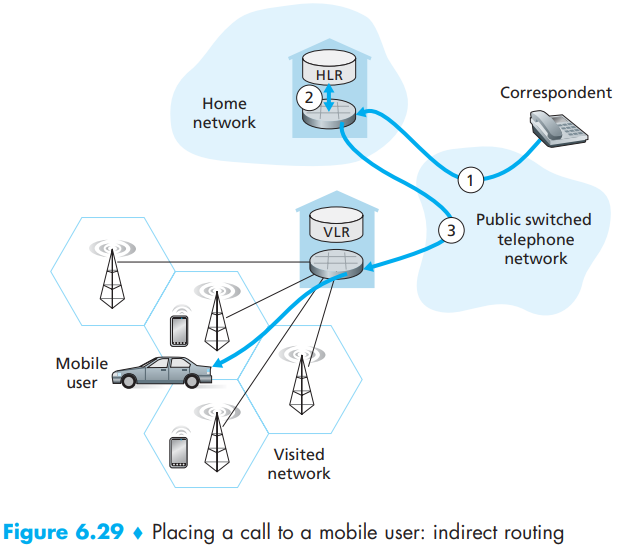 HLR
2
Home
network
Correspondent
1
Public switched
telephone
network
3
VLR
Mobile
user
Visited
network
Figure 6.29 ♦ Placing a call to a mobile user: indirect routing